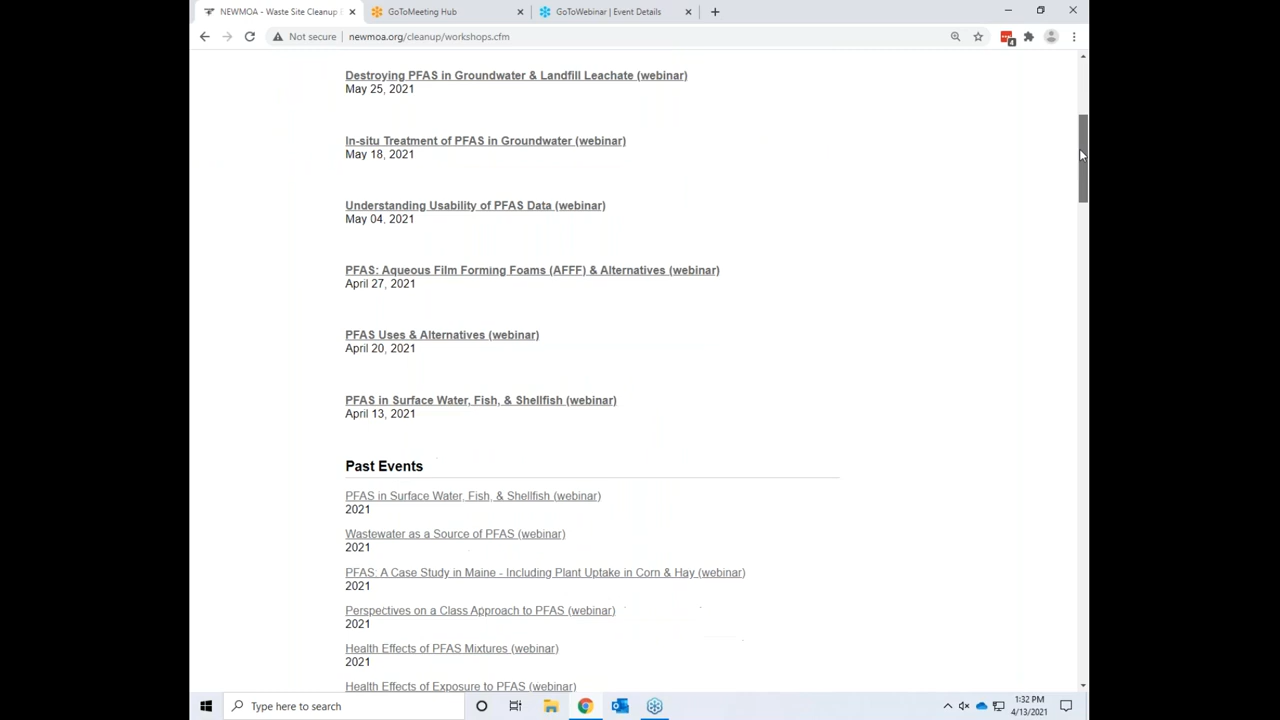 NEWMOA - Waste Site Cleanup
GoToMeeting Hub
GoToWebinar | Event Details
Not secure
newmoa.org/cleanup/workshops.cfm
4
Destroying PFAS in Groundwater & Landfill Leachate (webinar)
May 25, 2021
In-situ Treatment of PFAS in Groundwater (webinar)
May 18, 2021
Understanding Usability of PFAS Data (webinar)
May 04, 2021
PFAS: Aqueous Film Forming Foams (AFFF) & Alternatives (webinar)
April 27, 2021
PFAS Uses & Alternatives (webinar)
April 20, 2021
PFAS in Surface Water, Fish, & Shellfish (webinar)
April 13, 2021
Past Events
PFAS in Surface Water, Fish, & Shellfish (webinar)
2021
Wastewater as a Source of PFAS (webinar)
2021
PFAS: A Case Study in Maine - Including Plant Uptake in Corn & Hay (webinar)
2021
Perspectives on a Class Approach to PFAS (webinar)
2021
Health Effects of PFAS Mixtures (webinar)
2021
Health Effects of Exposure to PFAS (webinar)
Type here to search
1:32 PM
4/13/2021